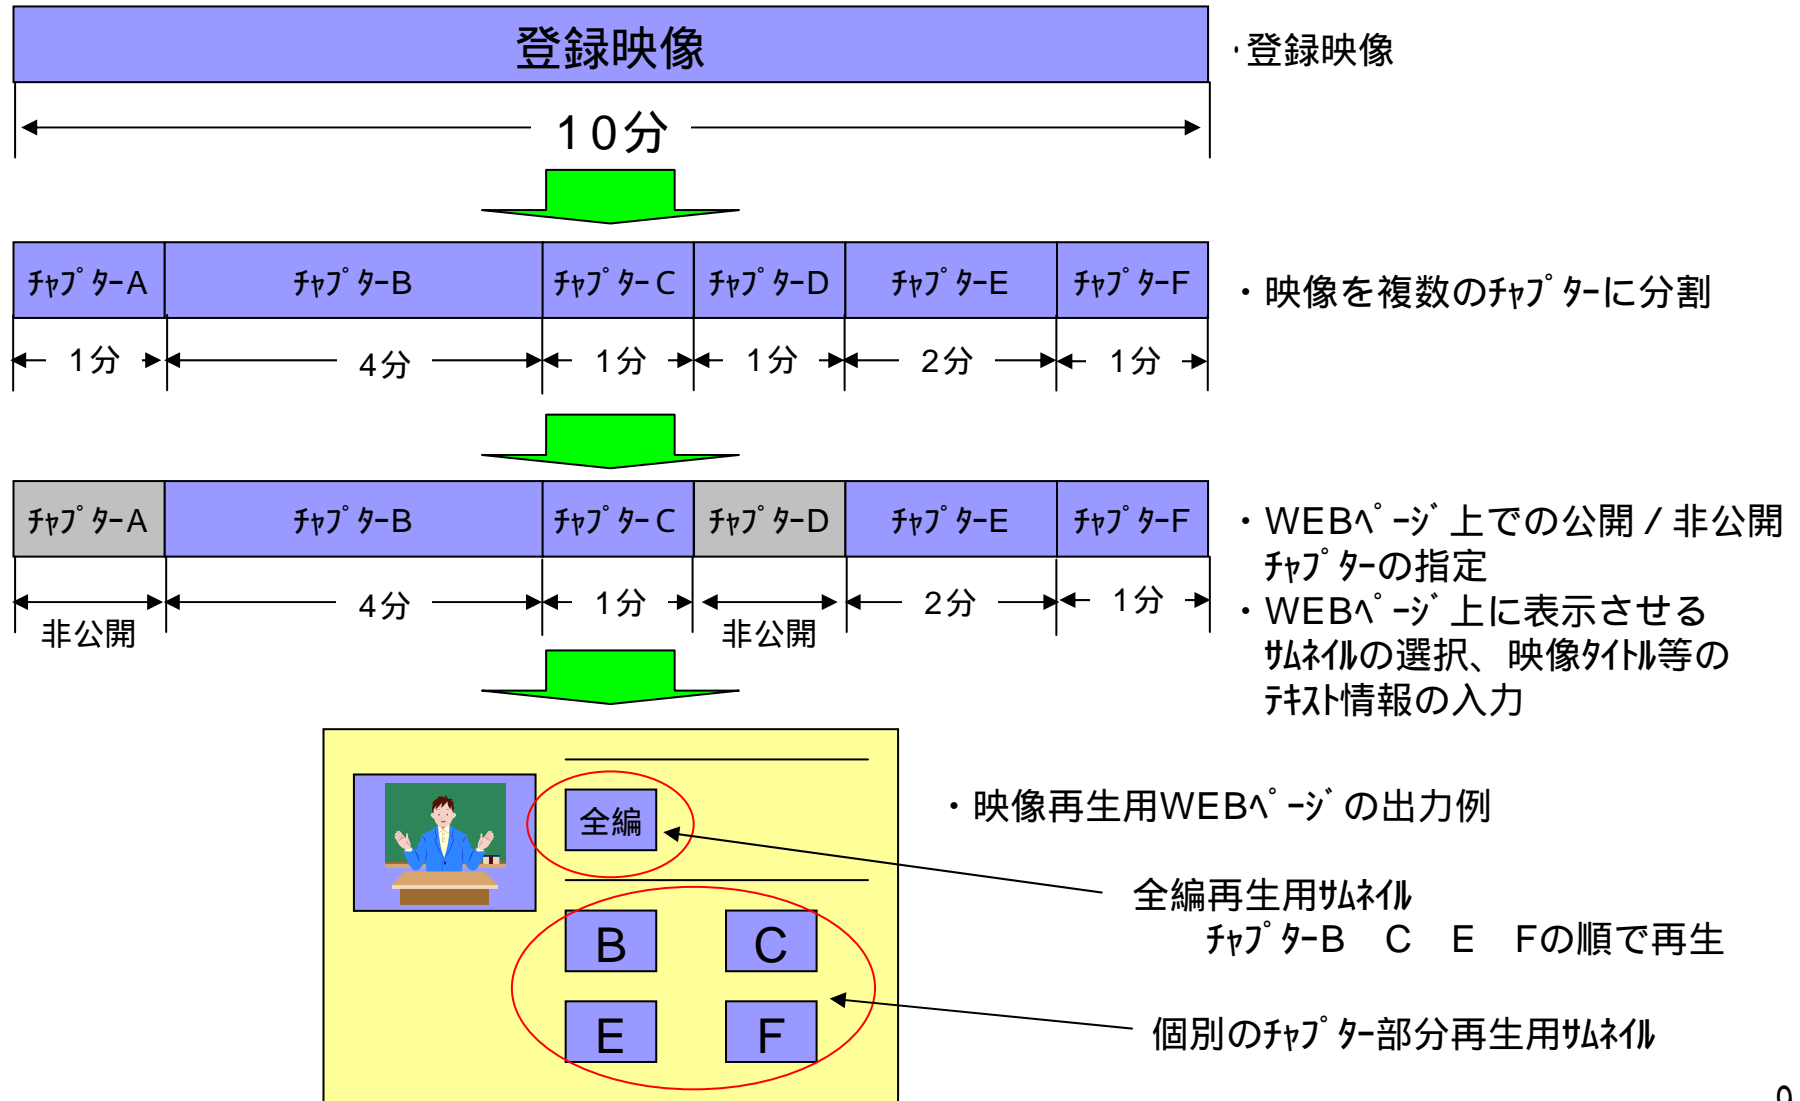 登録映像
・登録映像
10分
ﾁｬﾌﾟﾀｰA ﾁｬﾌﾟﾀｰB ﾁｬﾌﾟﾀｰC ﾁｬﾌﾟﾀｰD ﾁｬﾌﾟﾀｰE ﾁｬﾌﾟﾀｰF
・映像を複数のﾁｬﾌﾟﾀｰに分割
1分 4分 1分 1分 2分 1分
ﾁｬﾌﾟﾀｰA ﾁｬﾌﾟﾀｰB ﾁｬﾌﾟﾀｰC ﾁｬﾌﾟﾀｰD ﾁｬﾌﾟﾀｰE ﾁｬﾌﾟﾀｰF
・WEBﾍﾟｰｼﾞ上での公開/非公開
ﾁｬﾌﾟﾀｰの指定
・WEBﾍﾟｰｼﾞ上に表示させる
ｻﾑﾈｲﾙの選択、映像ﾀｲﾄﾙ等の
ﾃｷｽﾄ情報の入力
非公開 4分 1分 非公開 2分 1分
・映像再生用WEBﾍﾟｰｼﾞの出力例
全編
全編再生用ｻﾑﾈｲﾙ
ﾁｬﾌﾟﾀｰB C E Fの順で再生
B C
E F
個別のﾁｬﾌﾟﾀｰ部分再生用ｻﾑﾈｲﾙ